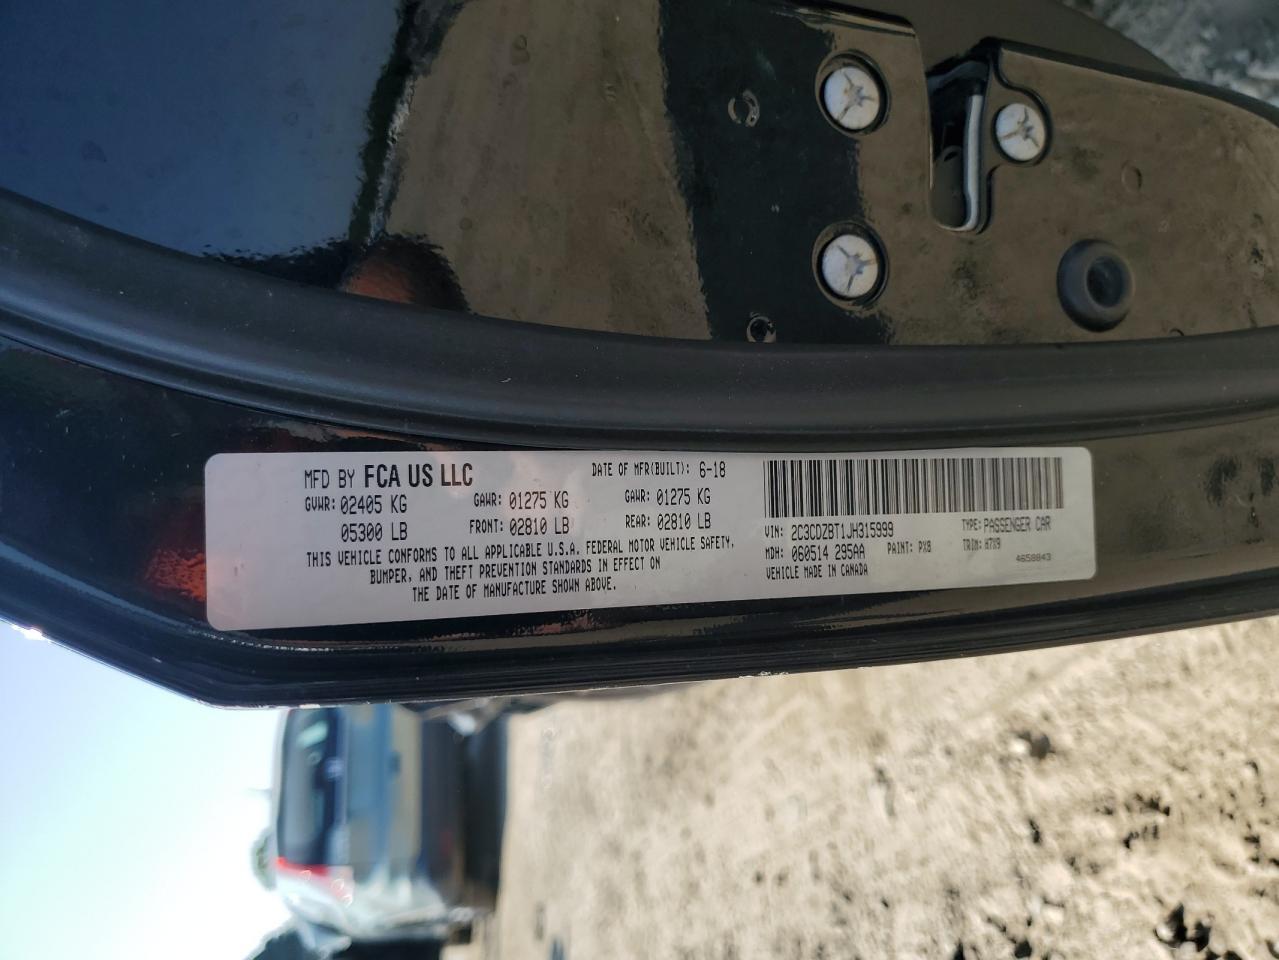 MFD BY FCA US LLC DATE OF MFR(BUILT): 6-18
GVWR: 02405 KG GAWR: 01275 KG GAWR: 01275 KG
05300 LB FRONT: 02810 LB REAR: 02810 LB
THIS VEHICLE CONFORMS TO ALL APPLICABLE U.S.A. FEDERAL MOTOR VEHICLE SAFETY,
BUMPER, AND THEFT PREVENTION STANDARDS IN EFFECT ON
THE DATE OF MANUFACTURE SHOWN ABOVE.
VIN: 2C3CDZBT1JH315999 TYPE: PASSENGER CAR
MDH: 060514 295AA PAINT: PX8 TRIM: H7X9
VEHICLE MADE IN CANADA 4658843